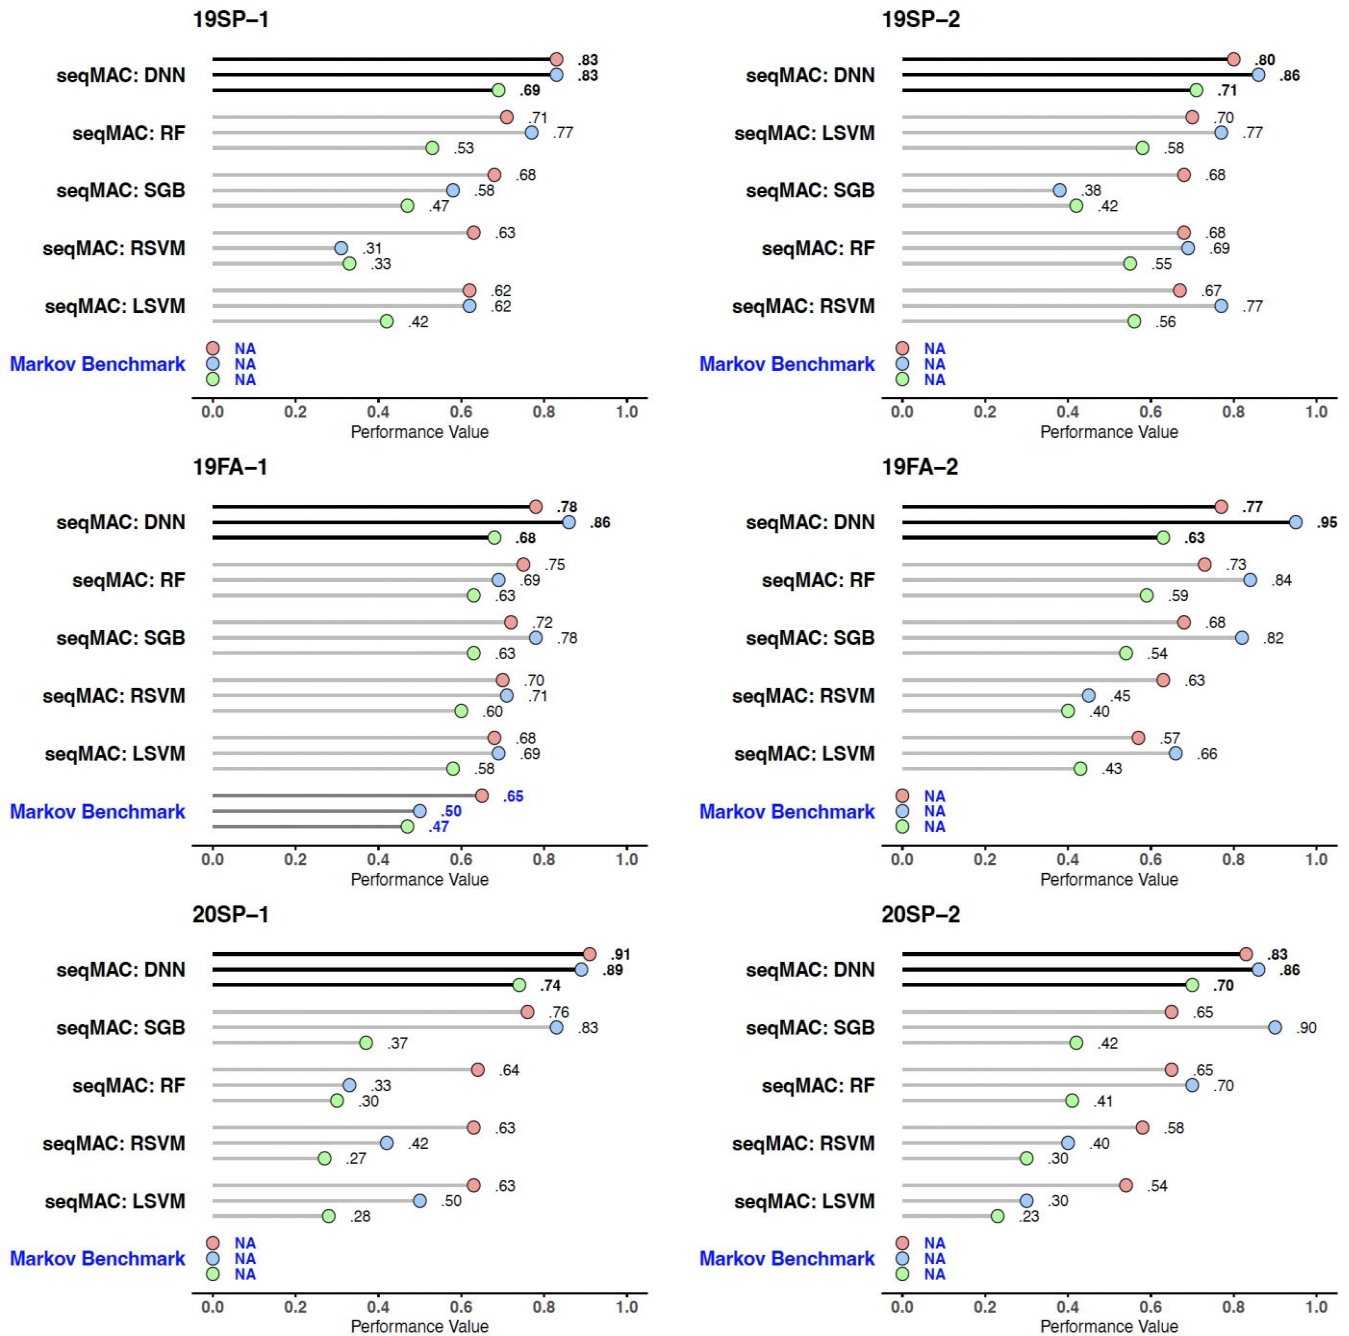 19SP–1
seqMAC: DNN
.83
.83
.69
seqMAC: RF
.71
.77
.53
seqMAC: SGB
.68
.58
.47
seqMAC: RSVM
.63
.31
.33
seqMAC: LSVM
.62
.62
.42
Markov Benchmark
NA
NA
NA
0.0 0.2 0.4 0.6 0.8 1.0
Performance Value
19SP–2
seqMAC: DNN
.80
.86
.71
seqMAC: LSVM
.70
.77
.58
seqMAC: SGB
.68
.38
.42
seqMAC: RF
.68
.69
.55
seqMAC: RSVM
.67
.77
.56
Markov Benchmark
NA
NA
NA
0.0 0.2 0.4 0.6 0.8 1.0
Performance Value
19FA–1
seqMAC: DNN
.78
.86
.68
seqMAC: RF
.75
.69
.63
seqMAC: SGB
.72
.78
.63
seqMAC: RSVM
.70
.71
.60
seqMAC: LSVM
.68
.69
.58
Markov Benchmark
.65
.50
.47
0.0 0.2 0.4 0.6 0.8 1.0
Performance Value
19FA–2
seqMAC: DNN
.77
.95
.63
seqMAC: RF
.73
.84
.59
seqMAC: SGB
.68
.82
.54
seqMAC: RSVM
.63
.45
.40
seqMAC: LSVM
.57
.66
.43
Markov Benchmark
NA
NA
NA
0.0 0.2 0.4 0.6 0.8 1.0
Performance Value
20SP–1
seqMAC: DNN
.91
.89
.74
seqMAC: SGB
.76
.83
.37
seqMAC: RF
.64
.33
.30
seqMAC: RSVM
.63
.42
.27
seqMAC: LSVM
.63
.50
.28
Markov Benchmark
NA
NA
NA
0.0 0.2 0.4 0.6 0.8 1.0
Performance Value
20SP–2
seqMAC: DNN
.83
.86
.70
seqMAC: SGB
.65
.90
.42
seqMAC: RF
.65
.70
.41
seqMAC: RSVM
.58
.40
.30
seqMAC: LSVM
.54
.30
.23
Markov Benchmark
NA
NA
NA
0.0 0.2 0.4 0.6 0.8 1.0
Performance Value